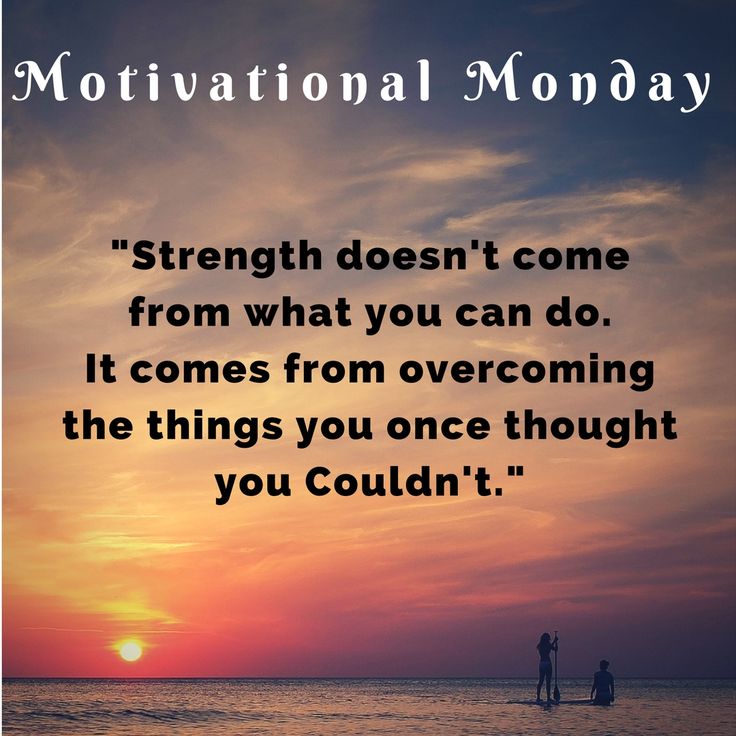 Motivational Monday
"Strength doesn't come
from what you can do.
It comes from overcoming
the things you once thought
you Couldn't."